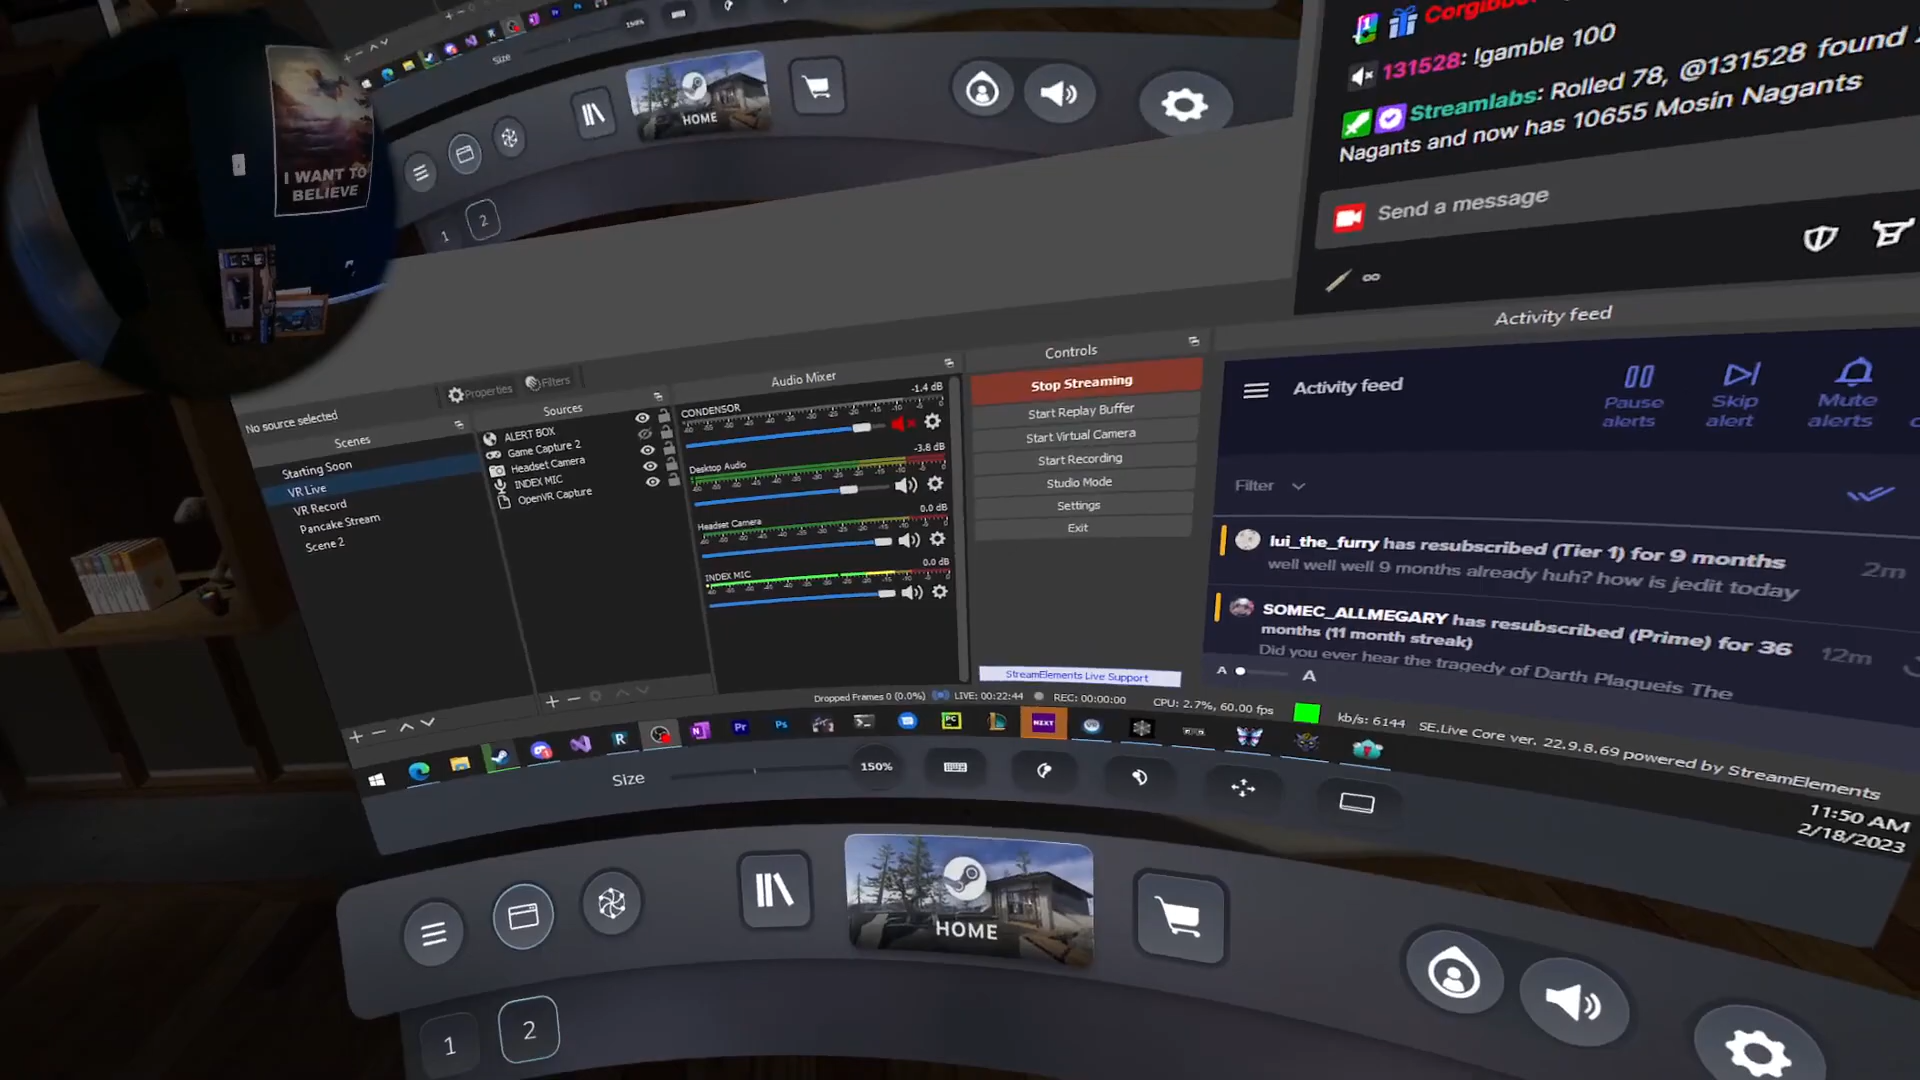 Size
150%
HOME
1
2
I WANT TO
BELIEVE
131528: !gamble 100
Streamlabs: Rolled 78, @131528 found
Nagants and now has 10655 Mosin Nagants
Send a message
Activity feed
Activity feed
Pause
alerts
Skip
alert
Mute
alerts
Filter
lui_the_furry has resubscribed (Tier 1) for 9 months
well well well 9 months already huh? how is jedit today
2m
SOMEC_ALLMEGARY has resubscribed (Prime) for 36
months (11 month streak)
Did you ever hear the tragedy of Darth Plagueis The
12m
A
A
No source selected
Properties
Filters
Scenes
Starting Soon
VR Live
VR Record
Pancake Stream
Scene 2
Sources
ALERT BOX
Game Capture 2
Headset Camera
INDEX MIC
OpenVR Capture
Audio Mixer
CONDENSOR
-1.4 dB
Desktop Audio
-3.8 dB
Headset Camera
0.0 dB
INDEX MIC
0.0 dB
Controls
Stop Streaming
Start Replay Buffer
Start Virtual Camera
Start Recording
Studio Mode
Settings
Exit
StreamElements Live Support
Dropped Frames 0 (0.0%)
LIVE: 00:22:44
REC: 00:00:00
CPU: 2.7%, 60.00 fps
kb/s: 6144
SE.Live Core ver. 22.9.8.69 powered by StreamElements
11:50 AM
2/18/2023
Size
150%
HOME
1
2